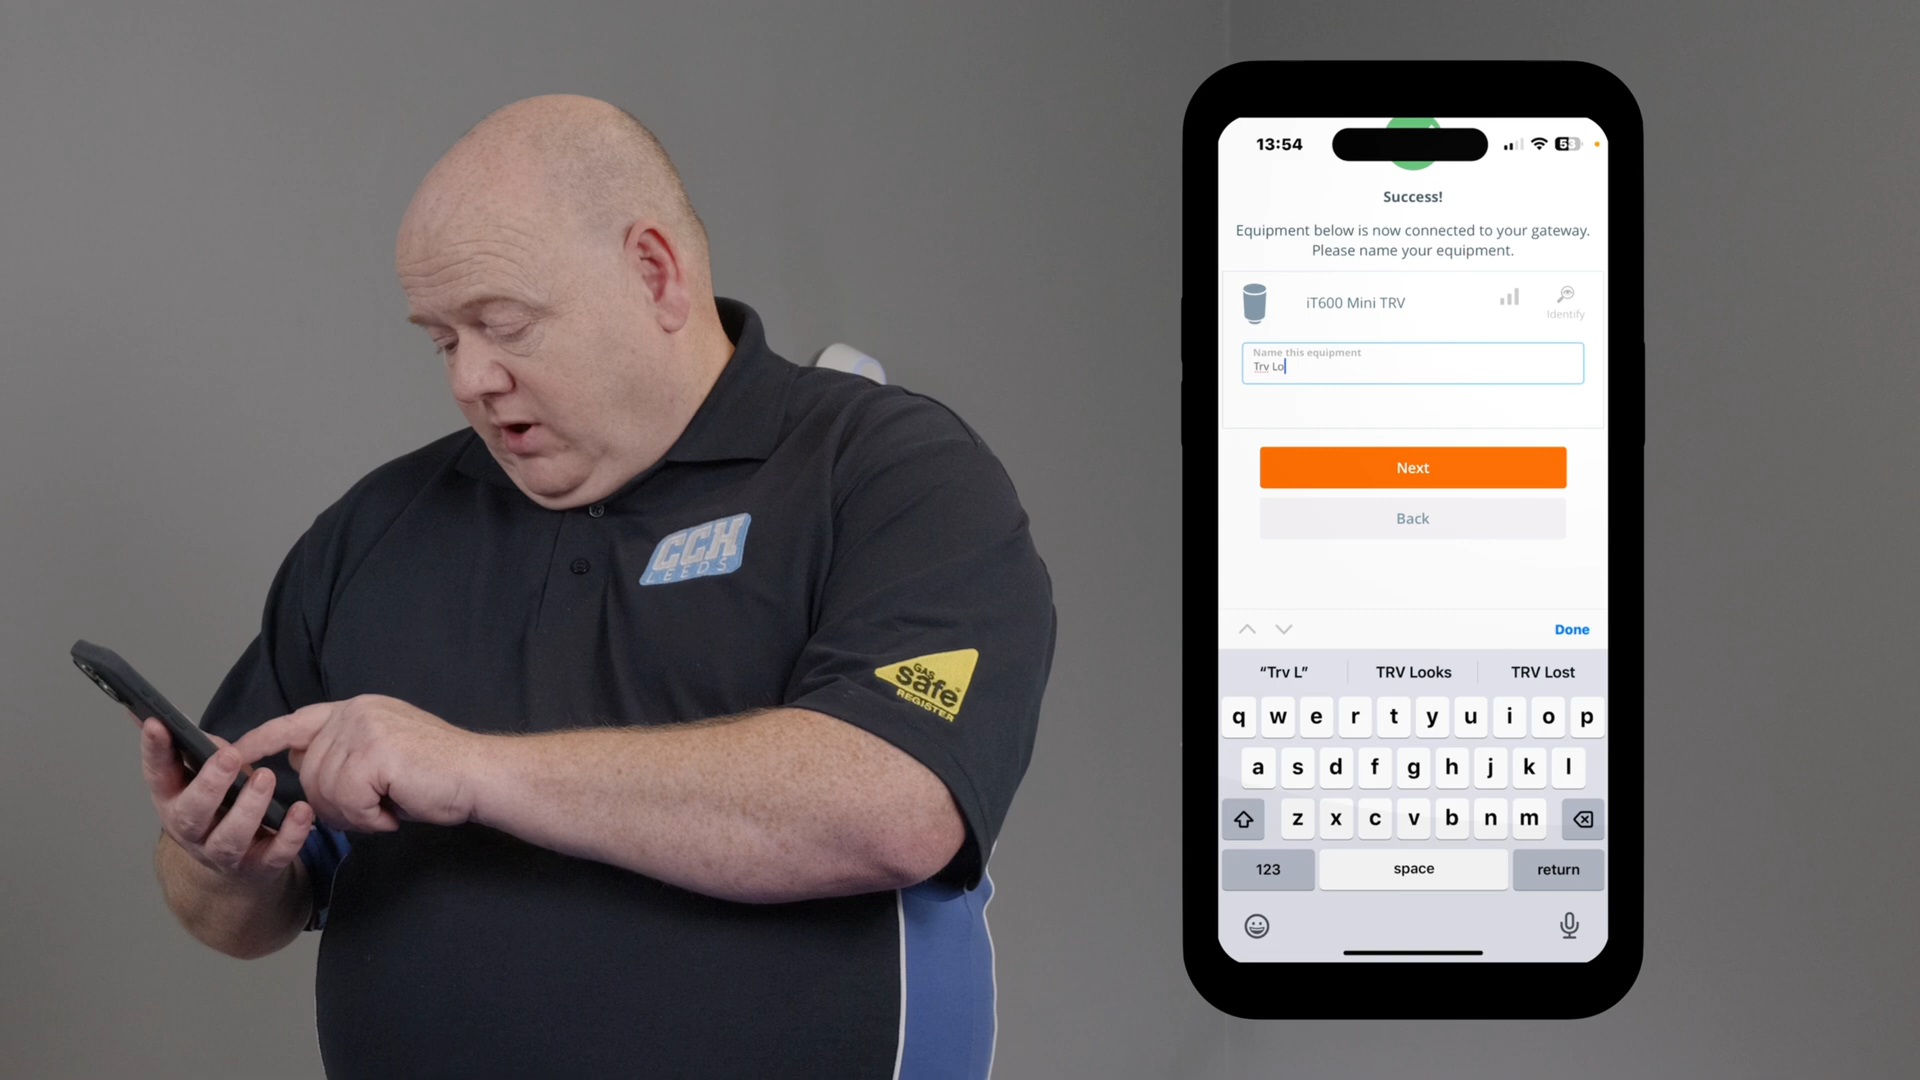 CCH
LEEDS
GAS
safe
REGISTER
13:54
Success!
Equipment below is now connected to your gateway.
Please name your equipment.
iT600 Mini TRV
Identify
Name this equipment
Trv Lo
Next
Back
Done
“Trv L” TRV Looks TRV Lost
q w e r t y u i o p
a s d f g h j k l
z x c v b n m
123 space return